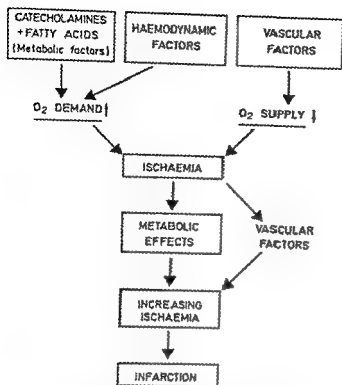 CATECHOLAMINES
+ FATTY ACIDS
(Metabolic factors)
HAEMODYNAMIC
FACTORS
VASCULAR
FACTORS
O₂ DEMAND↑
O₂ SUPPLY ↓
ISCHAEMIA
METABOLIC
EFFECTS
VASCULAR
FACTORS
INCREASING
ISCHAEMIA
INFARCTION